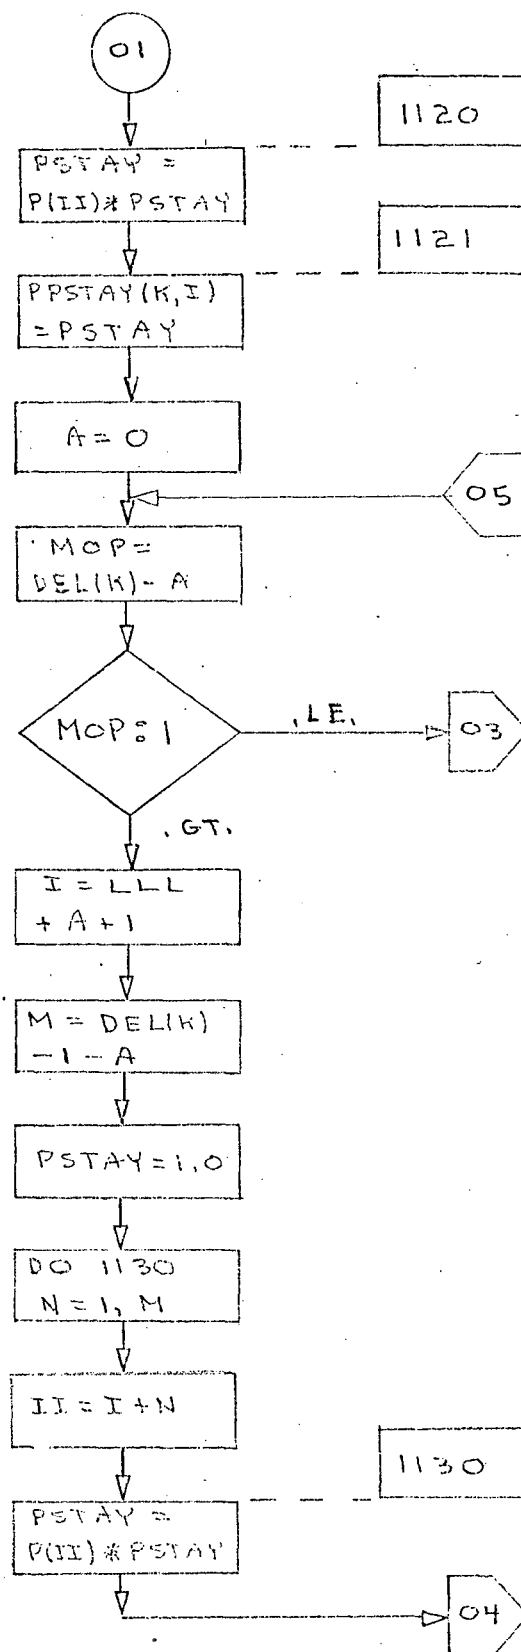 01
1120
PSTAY =
P(II)* PSTAY
1121
PPSTAY(K,I)
= PSTAY
A = 0
05
MOP =
DEL(K) - A
MOP : 1
.LE.
03
.GT.
I = LLL
+ A + 1
M = DEL(K)
-1 - A
PSTAY = 1.0
DO 1130
N = 1, M
II = I + N
1130
PSTAY =
P(II) * PSTAY
04